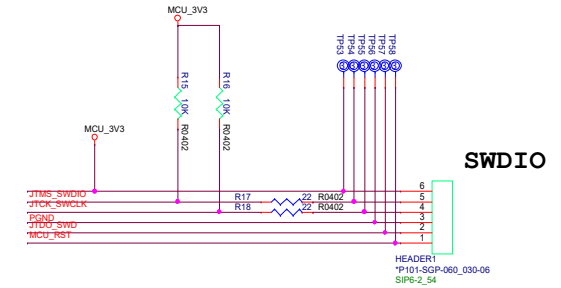 MCU_3V3
TP53
TP54
TP55
TP56
TP57
TP58
R15
10K
R0402
R16
10K
R0402
MCU_3V3
SWDIO
JTMS_SWDIO
JTCK_SWCLK
PGND
JTDO_SWD
MCU_RST
R17 22 R0402
R18 22 R0402
6
5
4
3
2
1
HEADER1
*P101-SGP-060_030-06
SIP6-2_54